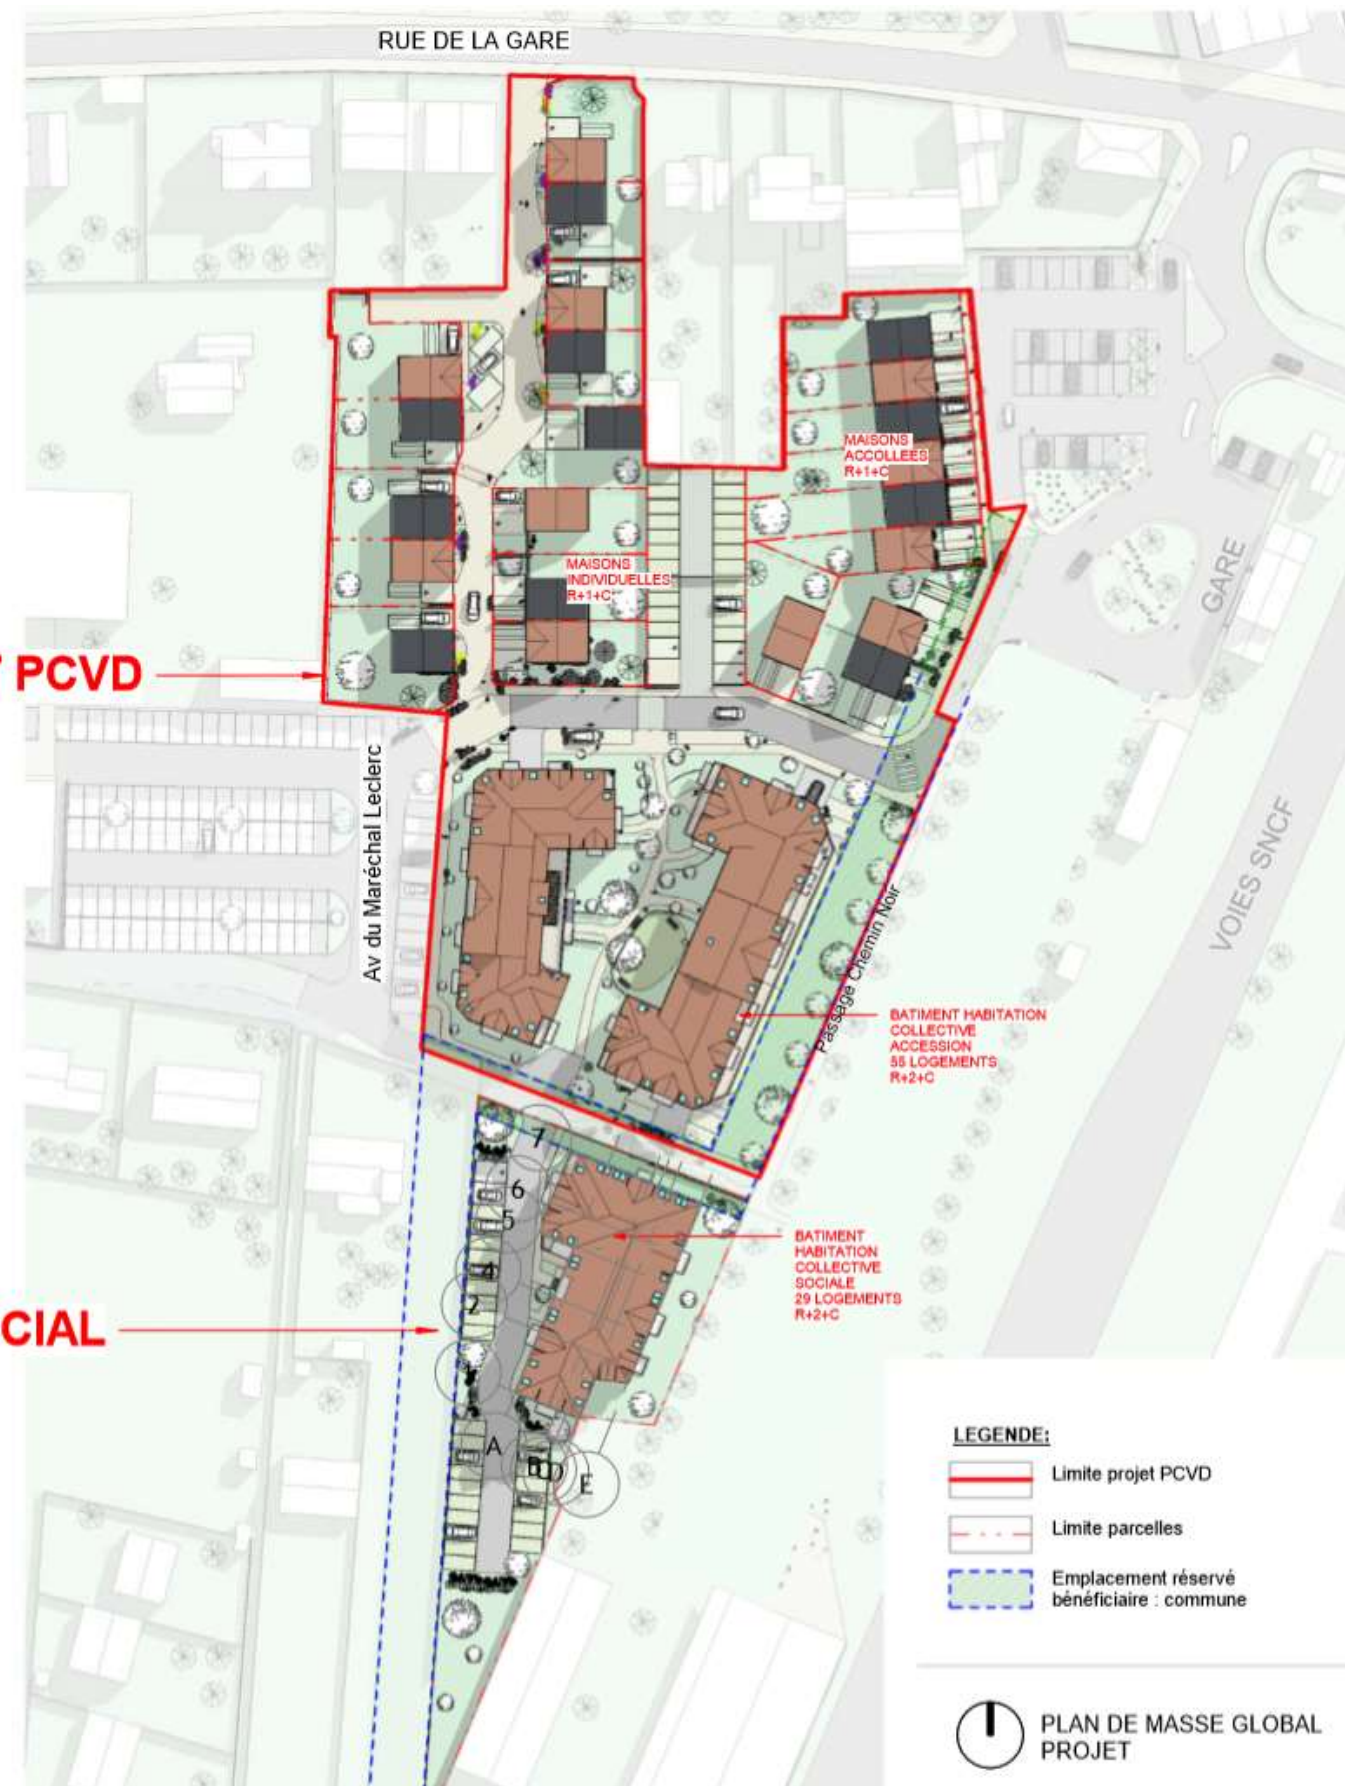 RUE DE LA GARE
MAISONS
ACCOLLEES
R+1+C
MAISONS
INDIVIDUELLES
R+1+C
GARE
PCVD
Av du Maréchal Leclerc
VOIES SNCF
Passage Chemin Noir
BATIMENT HABITATION
COLLECTIVE
ACCESSION
55 LOGEMENTS
R+2+C
7
6
5
4
2
BATIMENT
HABITATION
COLLECTIVE
SOCIALE
29 LOGEMENTS
R+2+C
CIAL
A
D
E
LEGENDE:
Limite projet PCVD
Limite parcelles
Emplacement réservé
bénéficiaire : commune
PLAN DE MASSE GLOBAL
PROJET